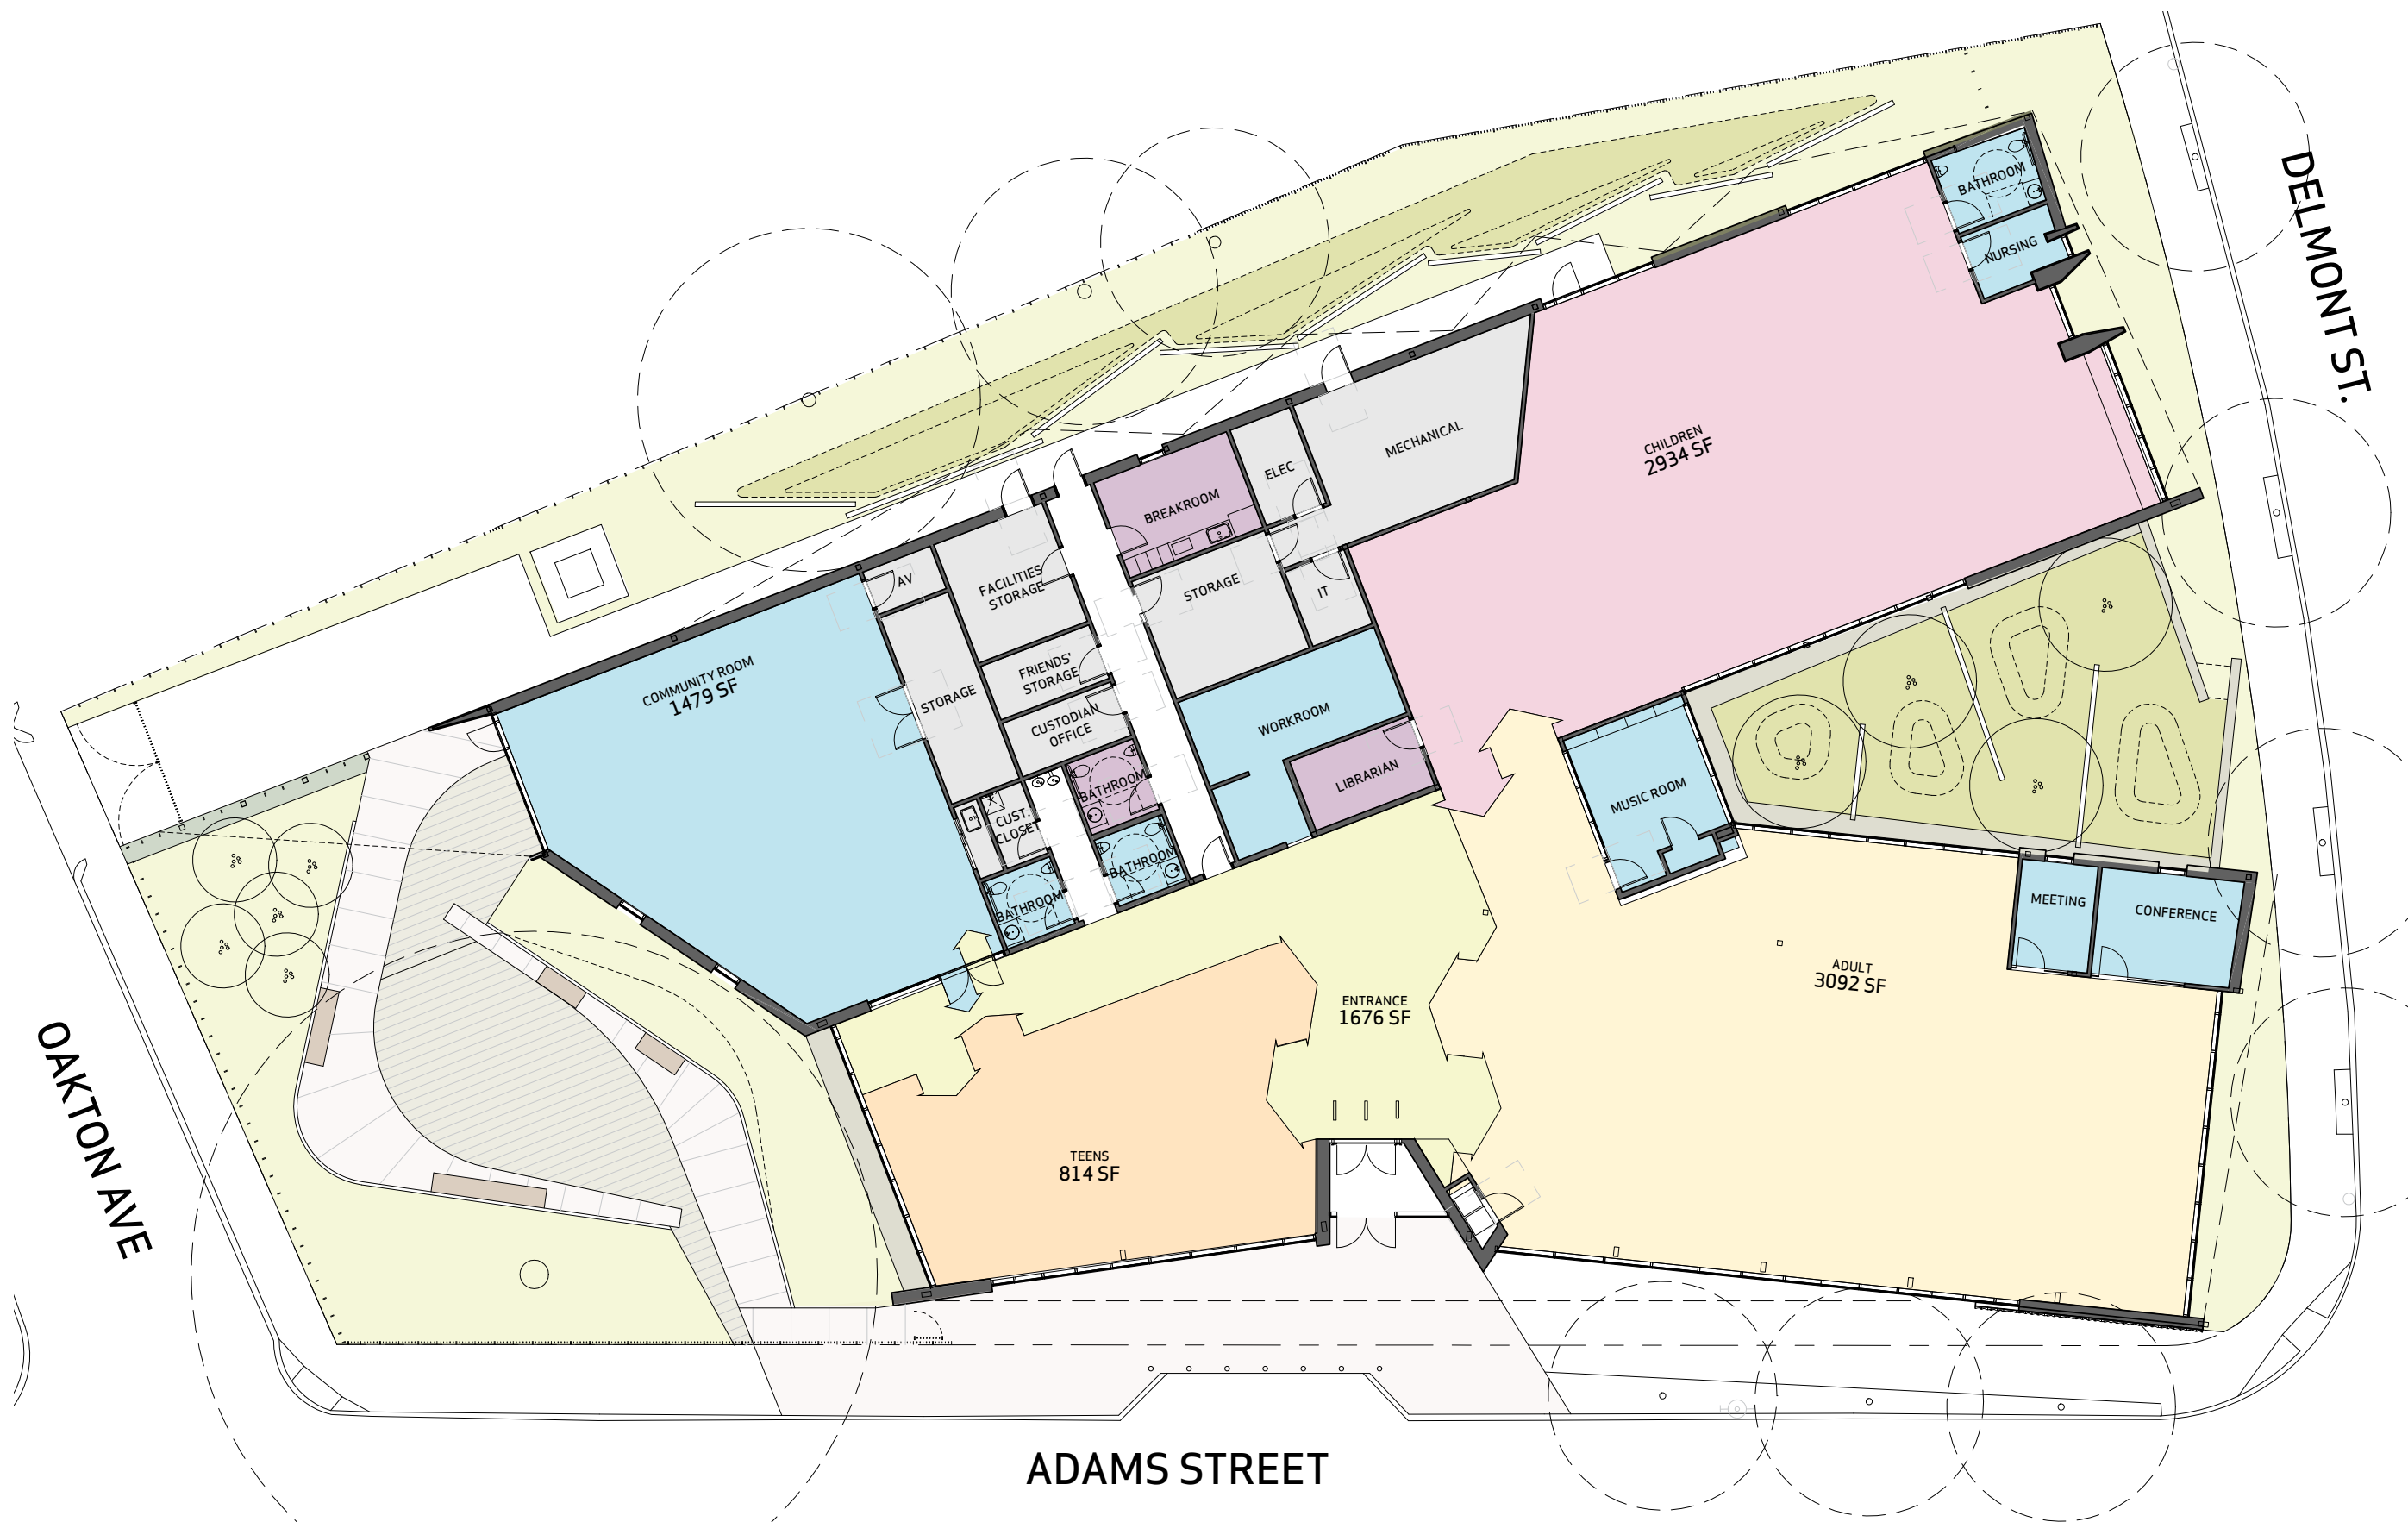 DELMONT ST.
BATHROOM
NURSING
CHILDREN
2934 SF
MECHANICAL
ELEC
BREAKROOM
AV
FACILITIES
STORAGE
STORAGE
IT
COMMUNITY ROOM
1479 SF
STORAGE
FRIENDS'
STORAGE
CUSTODIAN
OFFICE
WORKROOM
LIBRARIAN
MUSIC ROOM
BATHROOM
CUST.
CLOSET
BATHROOM
BATHROOM
MEETING
CONFERENCE
ADULT
3092 SF
ENTRANCE
1676 SF
TEENS
814 SF
OAKTON AVE
ADAMS STREET